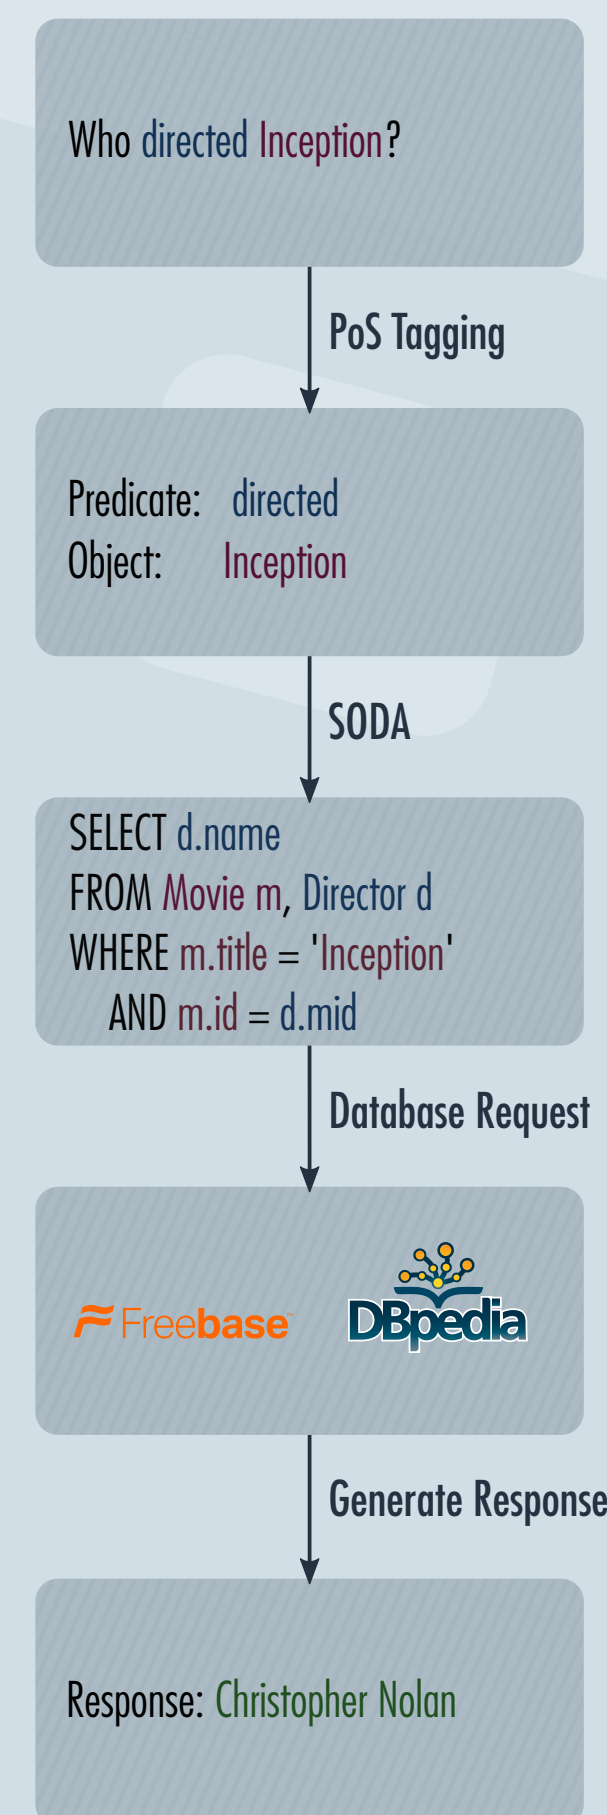 Who directed Inception?
PoS Tagging
Predicate: directed
Object: Inception
SODA
SELECT d.name
FROM Movie m, Director d
WHERE m.title = 'Inception'
AND m.id = d.mid
Database Request
Freebase
DBpedia
Generate Response
Response: Christopher Nolan